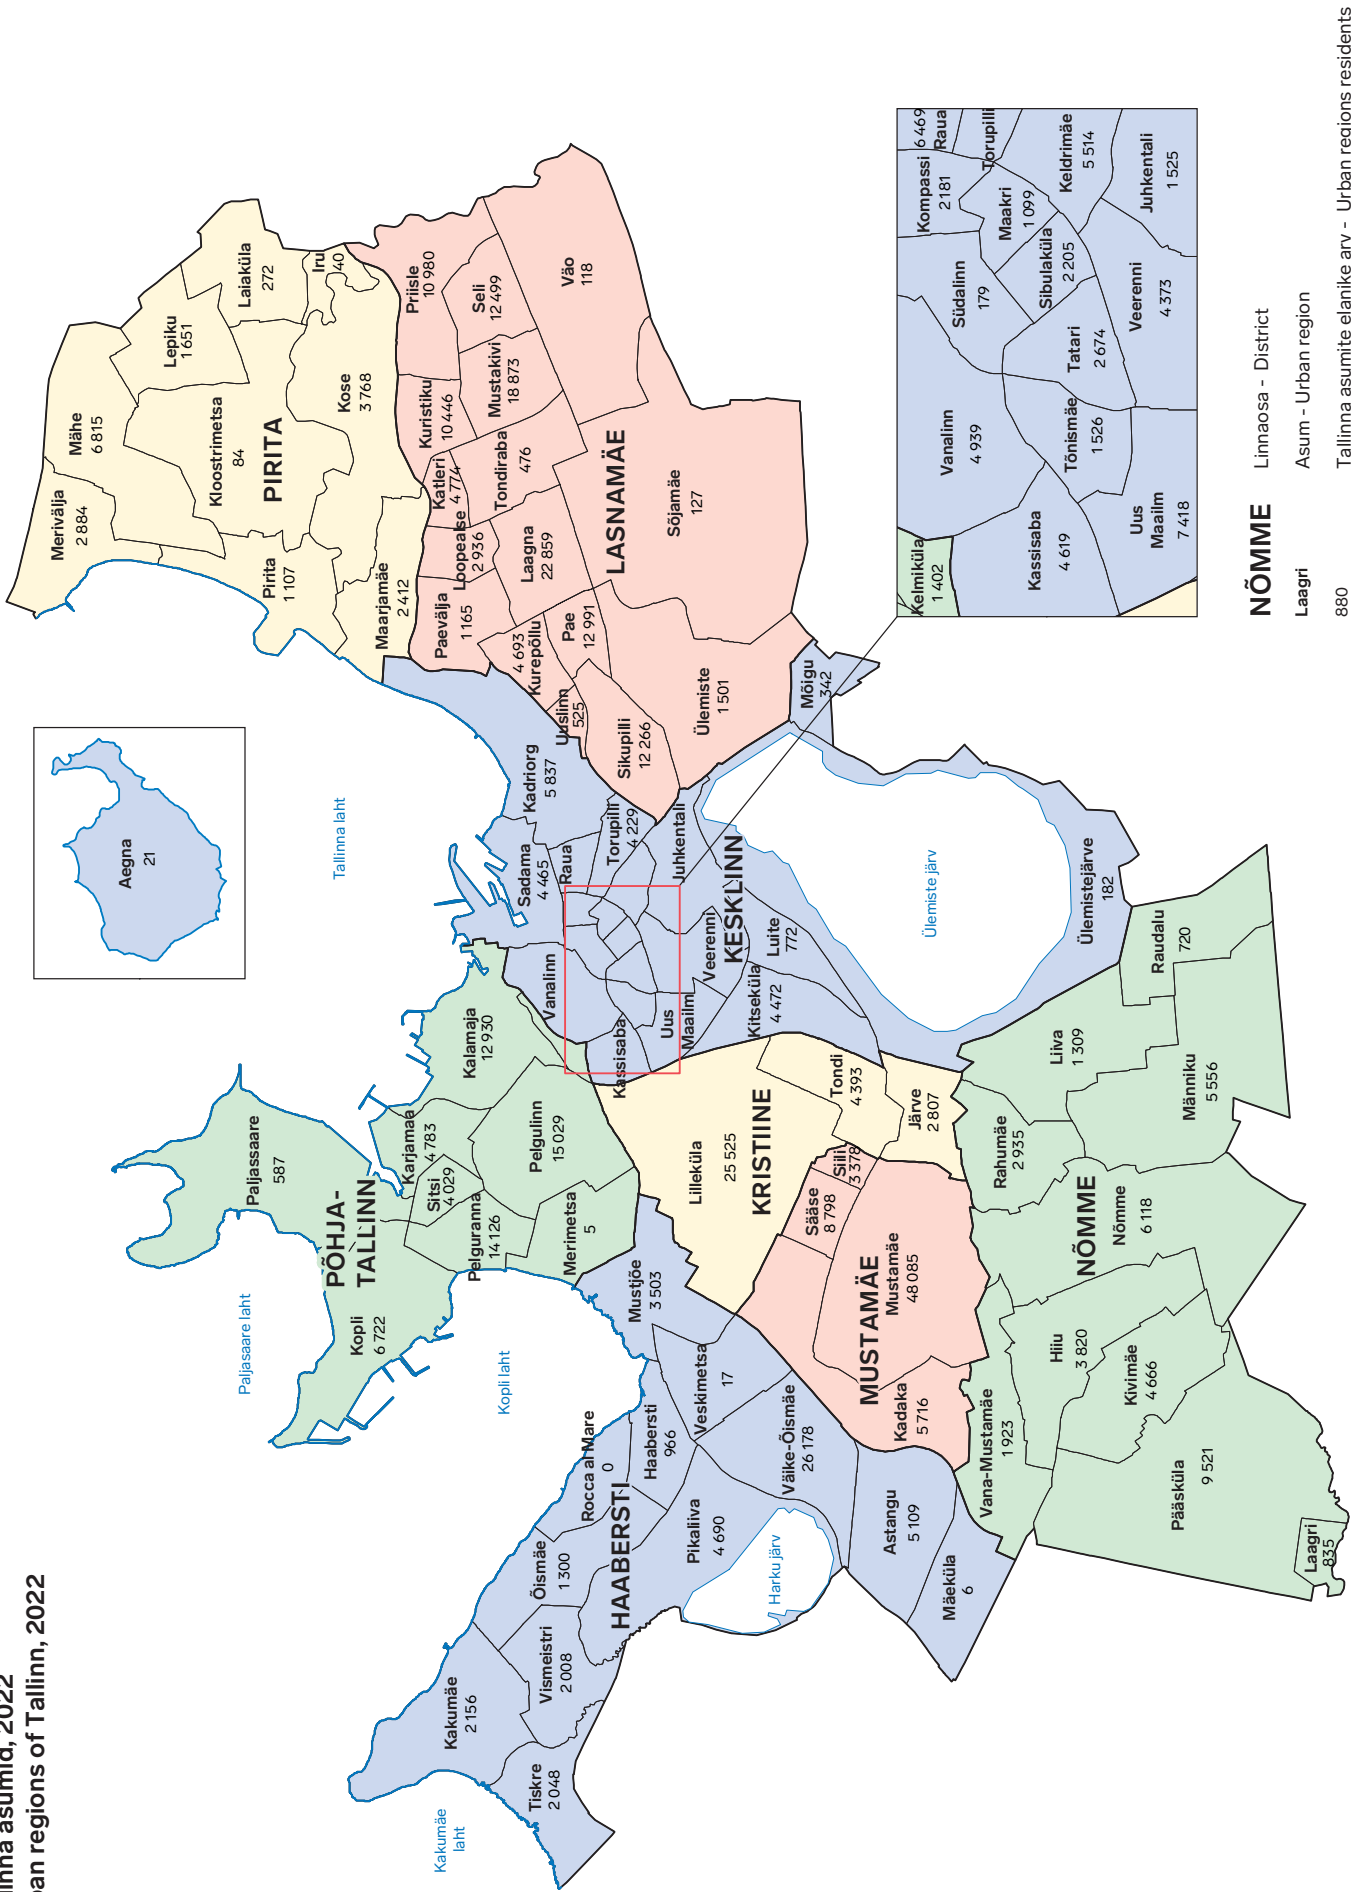 linna asumid, 2022
an regions of Tallinn, 2022
Kakumäe
laht
Kopli laht
Paljasaare laht
Tallinna laht
Aegna
21
Merivälja
2 884
Mähe
6 815
Lepiku
1 651
Laiaküla
272
Iru
40
Kloostrimetsa
84
PIRITA
Kose
3 768
Pirita
1 107
Maarjamäe
2 412
Priisle
10 980
Kuristiku
10 446
Katleri
4 774
Loopealse
2 936
Paevälja
1 165
Seli
12 499
Mustakivi
18 873
Tondiraba
476
Laagna
22 859
Kurepõllu
4 693
Pae
12 991
Uuslinn
525
Väo
118
LASNAMÄE
Sõjamäe
127
Sikupilli
12 266
Ülemiste
1 501
Mõigu
342
Paljassaare
587
PÕHJA-
TALLINN
Kopli
6 722
Karjamaa
4 783
Sitsi
4 029
Pelguranna
14 126
Merimetsa
5
Pelgulinn
15 029
Kalamaja
12 930
Kadriorg
5 837
Sadama
4 465
Raua
Torupilli
4 229
Juhkentali
Vanalinn
Kassisaba
Uus
Maailm
Veerenni
KESKLINN
Luite
772
Kitseküla
4 472
Ülemiste järv
Ülemistejärve
182
Lilleküla
25 525
KRISTIINE
Tondi
4 393
Järve
2 807
Siili
3 378
Sääse
8 798
MUSTAMÄE
Mustamäe
48 085
Kadaka
5 716
Kakumäe
2 156
Tiskre
2 048
Vismeistri
2 008
Õismäe
1 300
Rocca al Mare
0
HAABERSTI
Haabersti
966
Pikaliiva
4 690
Veskimetsa
17
Mustjõe
3 503
Väike-Õismäe
26 178
Harku järv
Astangu
5 109
Mäeküla
6
Vana-Mustamäe
1 923
Hiiu
3 820
Kivimäe
4 666
Pääsküla
9 521
Laagri
835
NÕMME
Nõmme
6 118
Rahumäe
2 935
Liiva
1 309
Männiku
5 556
Raudalu
720
Kelmiküla
1 402
Vanalinn
4 939
Südalinn
179
Kompassi
2 181
6 469
Raua
Torupilli
Maakri
1 099
Keldrimäe
5 514
Sibulaküla
2 205
Juhkentali
1 525
Kassisaba
4 619
Tõnismäe
1 526
Tatari
2 674
Veerenni
4 373
Uus
Maailm
7 418
NÕMME Linnaosa - District
Laagri Asum - Urban region
880 Tallinna asumite elanike arv - Urban regions residents